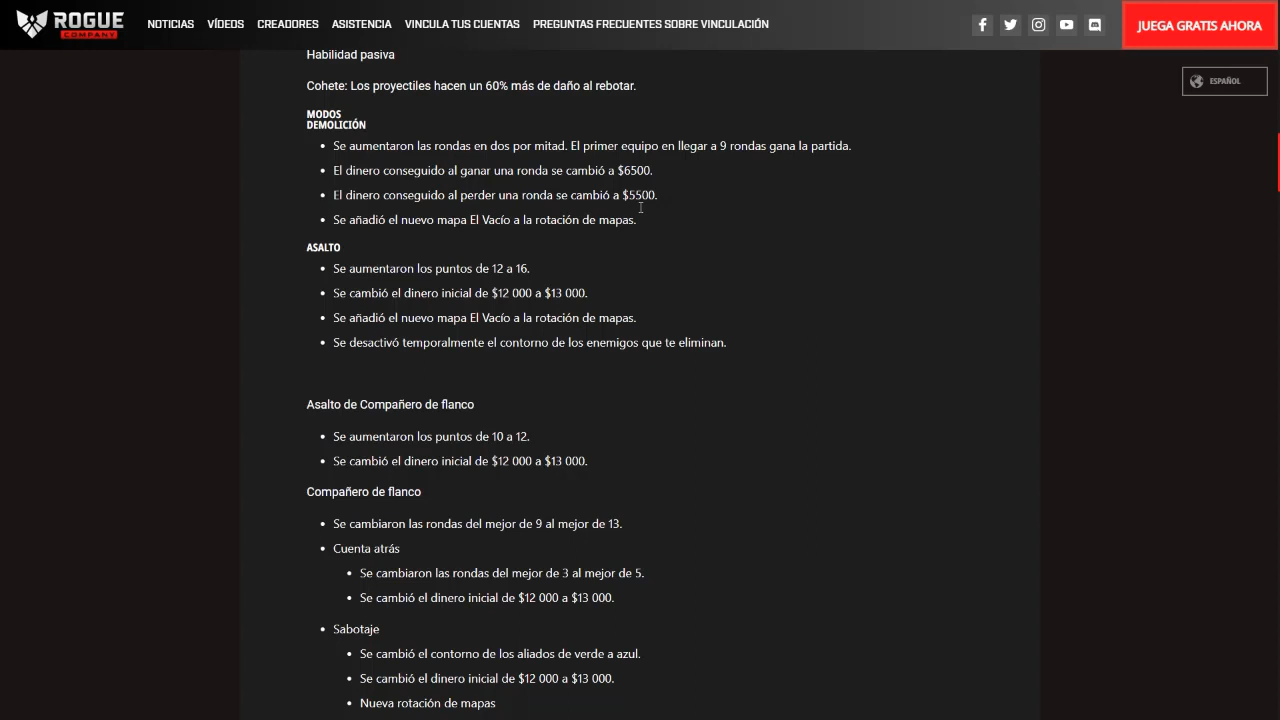 ROGUE
COMPANY
NOTICIAS VÍDEOS CREADORES ASISTENCIA VINCULA TUS CUENTAS PREGUNTAS FRECUENTES SOBRE VINCULACIÓN
JUEGA GRATIS AHORA
ESPAÑOL
Habilidad pasiva
Cohete: Los proyectiles hacen un 60% más de daño al rebotar.
MODOS
DEMOLICIÓN
• Se aumentaron las rondas en dos por mitad. El primer equipo en llegar a 9 rondas gana la partida.
• El dinero conseguido al ganar una ronda se cambió a $6500.
• El dinero conseguido al perder una ronda se cambió a $5500.
• Se añadió el nuevo mapa El Vacío a la rotación de mapas.
ASALTO
• Se aumentaron los puntos de 12 a 16.
• Se cambió el dinero inicial de $12 000 a $13 000.
• Se añadió el nuevo mapa El Vacío a la rotación de mapas.
• Se desactivó temporalmente el contorno de los enemigos que te eliminan.
Asalto de Compañero de flanco
• Se aumentaron los puntos de 10 a 12.
• Se cambió el dinero inicial de $12 000 a $13 000.
Compañero de flanco
• Se cambiaron las rondas del mejor de 9 al mejor de 13.
• Cuenta atrás
• Se cambiaron las rondas del mejor de 3 al mejor de 5.
• Se cambió el dinero inicial de $12 000 a $13 000.
• Sabotaje
• Se cambió el contorno de los aliados de verde a azul.
• Se cambió el dinero inicial de $12 000 a $13 000.
• Nueva rotación de mapas